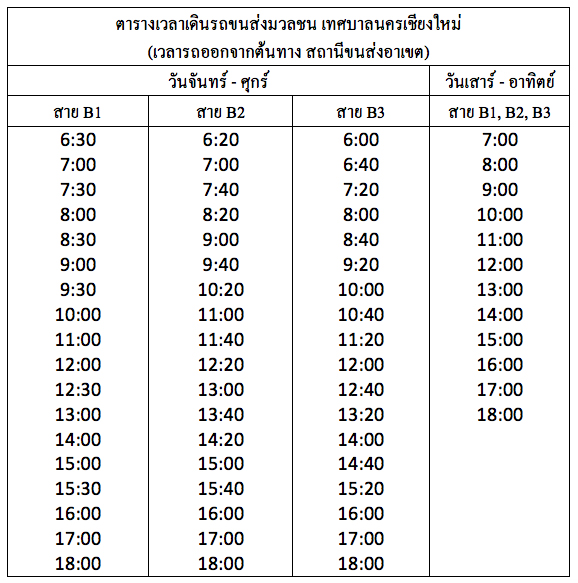 ตารางเวลาเดินรถขนส่งมวลชน เทศบาลนครเชียงใหม่
(เวลารถออกจากต้นทาง สถานีขนส่งอาเขต)
วันจันทร์ - ศุกร์ วันเสาร์ - อาทิตย์
สาย B1 สาย B2 สาย B3 สาย B1, B2, B3
6:30 6:20 6:00 7:00
7:00 7:00 6:40 8:00
7:30 7:40 7:20 9:00
8:00 8:20 8:00 10:00
8:30 9:00 8:40 11:00
9:00 9:40 9:20 12:00
9:30 10:20 10:00 13:00
10:00 11:00 10:40 14:00
11:00 11:40 11:20 15:00
12:00 12:20 12:00 16:00
12:30 13:00 12:40 17:00
13:00 13:40 13:20 18:00
14:00 14:20 14:00
15:00 15:00 14:40
15:30 15:40 15:20
16:00 16:00 16:00
17:00 17:00 17:00
18:00 18:00 18:00